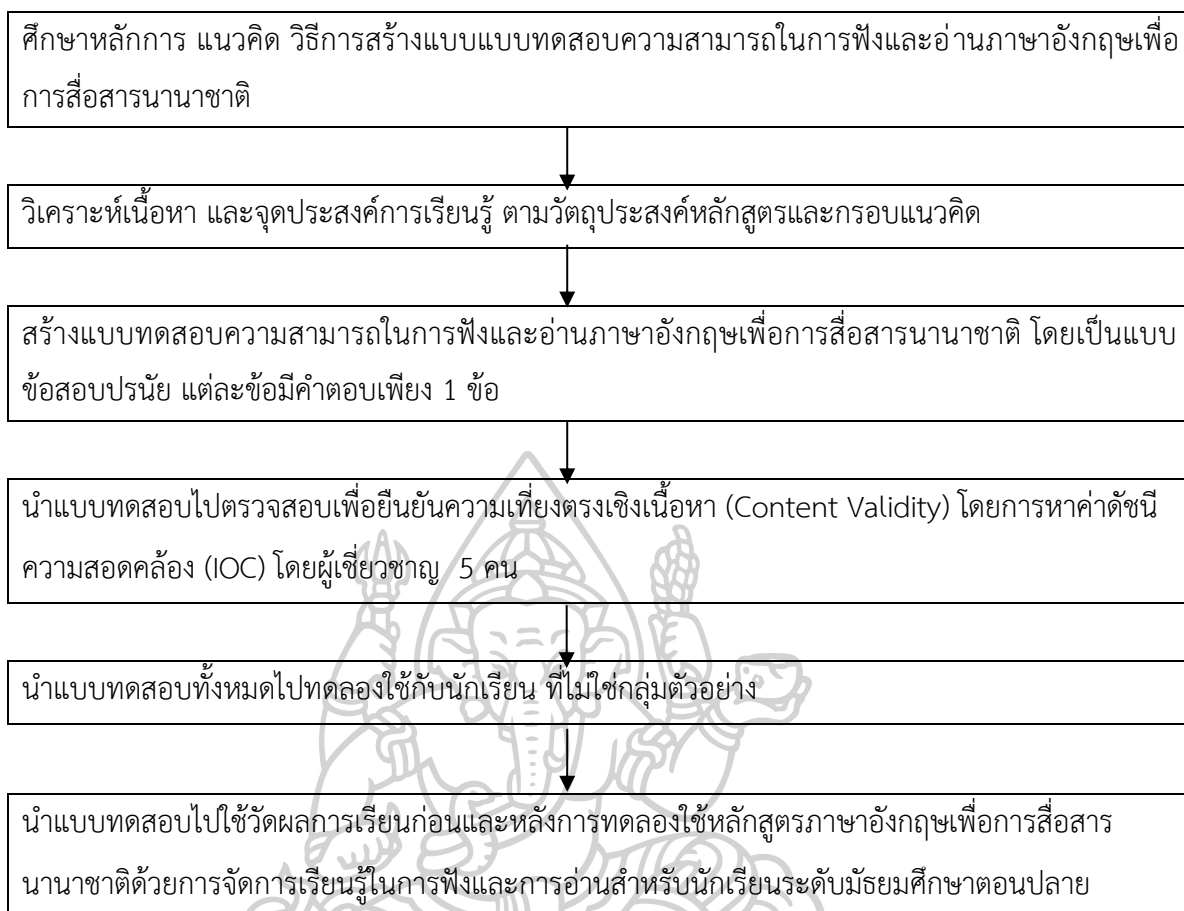 ศึกษาหลักการ แนวคิด วิธีการสร้างแบบแบบทดสอบความสามารถในการฟังและอ่านภาษาอังกฤษเพื่อ
การสื่อสารนานาชาติ
วิเคราะห์เนื้อหา และจุดประสงค์การเรียนรู้ ตามวัตถุประสงค์หลักสูตรและกรอบแนวคิด
สร้างแบบทดสอบความสามารถในการฟังและอ่านภาษาอังกฤษเพื่อการสื่อสารนานาชาติ โดยเป็นแบบ
ข้อสอบปรนัย แต่ละข้อมีคำตอบเพียง 1 ข้อ
นำแบบทดสอบไปตรวจสอบเพื่อยืนยันความเที่ยงตรงเชิงเนื้อหา (Content Validity) โดยการหาค่าดัชนี
ความสอดคล้อง (IOC) โดยผู้เชี่ยวชาญ 5 คน
นำแบบทดสอบทั้งหมดไปทดลองใช้กับนักเรียน ที่ไม่ใช่กลุ่มตัวอย่าง
นำแบบทดสอบไปใช้วัดผลการเรียนก่อนและหลังการทดลองใช้หลักสูตรภาษาอังกฤษเพื่อการสื่อสาร
นานาชาติด้วยการจัดการเรียนรู้ในการฟังและการอ่านสำหรับนักเรียนระดับมัธยมศึกษาตอนปลาย